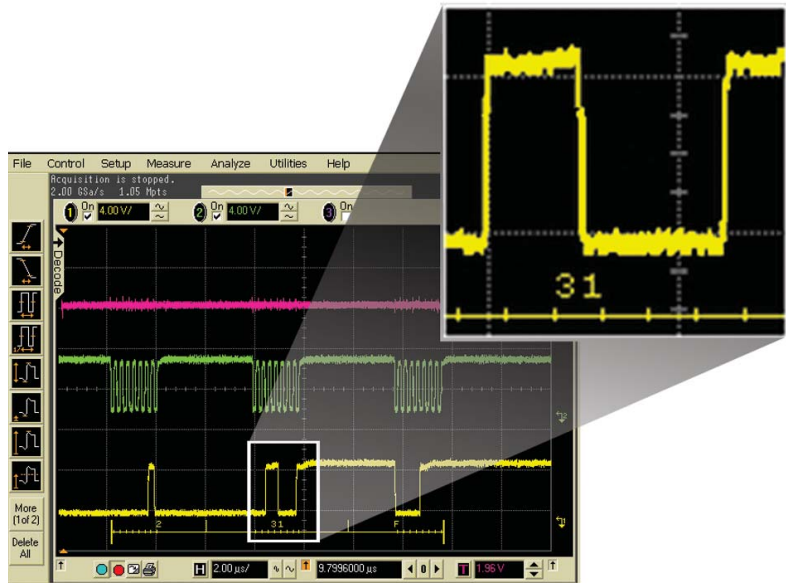 31
File Control Setup Measure Analyze Utilities Help
Acquisition is stopped.
2.00 GSa/s 1.05 Mpts
1 On 4.00 V/ 2 On 4.00 V/ 3 On
Decode
2 31 F
More
(1of 2)
Delete
All
H 2.00 µs/ 9.7996000 µs 0 T 1.96 V